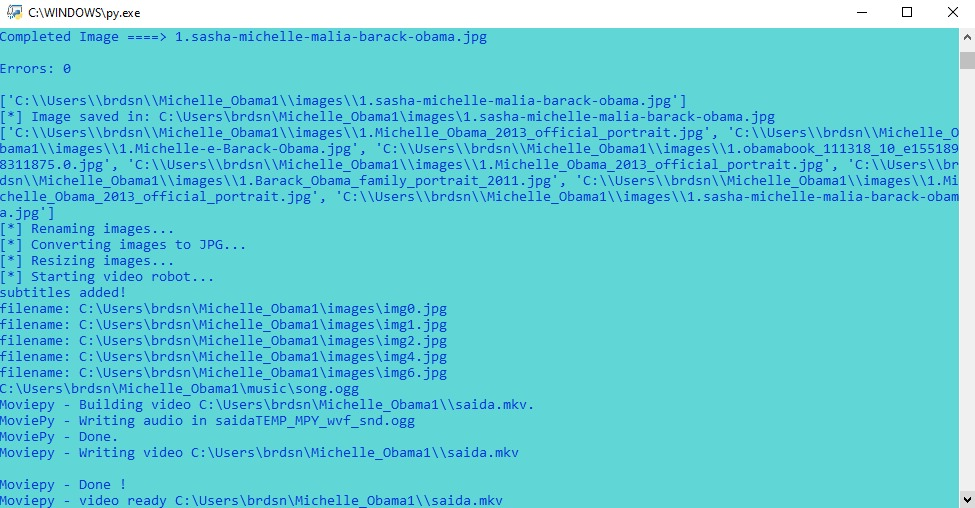 C:\WINDOWS\py.exe
Completed Image ====> 1.sasha-michelle-malia-barack-obama.jpg
Errors: 0
['C:\\Users\\brdsn\\Michelle_Obama1\\images\\1.sasha-michelle-malia-barack-obama.jpg']
[*] Image saved in: C:\Users\brdsn\Michelle_Obama1\images\1.sasha-michelle-malia-barack-obama.jpg
['C:\\Users\\brdsn\\Michelle_Obama1\\images\\1.Michelle_Obama_2013_official_portrait.jpg', 'C:\\Users\\brdsn\\Michelle_O
bama1\\images\\1.Michelle-e-Barack-Obama.jpg', 'C:\\Users\\brdsn\\Michelle_Obama1\\images\\1.obamabook_111318_10_e155189
8311875.0.jpg', 'C:\\Users\\brdsn\\Michelle_Obama1\\images\\1.Michelle_Obama_2013_official_portrait.jpg', 'C:\\Users\\br
dsn\\Michelle_Obama1\\images\\1.Barack_Obama_family_portrait_2011.jpg', 'C:\\Users\\brdsn\\Michelle_Obama1\\images\\1.Mi
chelle_Obama_2013_official_portrait.jpg', 'C:\\Users\\brdsn\\Michelle_Obama1\\images\\1.sasha-michelle-malia-barack-obam
a.jpg']
[*] Renaming images...
[*] Converting images to JPG...
[*] Resizing images...
[*] Starting video robot...
subtitles added!
filename: C:\Users\brdsn\Michelle_Obama1\images\img0.jpg
filename: C:\Users\brdsn\Michelle_Obama1\images\img1.jpg
filename: C:\Users\brdsn\Michelle_Obama1\images\img2.jpg
filename: C:\Users\brdsn\Michelle_Obama1\images\img4.jpg
filename: C:\Users\brdsn\Michelle_Obama1\images\img6.jpg
C:\Users\brdsn\Michelle_Obama1\music\song.ogg
Moviepy - Building video C:\Users\brdsn\Michelle_Obama1\\saida.mkv.
MoviePy - Writing audio in saidaTEMP_MPY_wvf_snd.ogg
MoviePy - Done.
Moviepy - Writing video C:\Users\brdsn\Michelle_Obama1\\saida.mkv
Moviepy - Done !
Moviepy - video ready C:\Users\brdsn\Michelle_Obama1\\saida.mkv